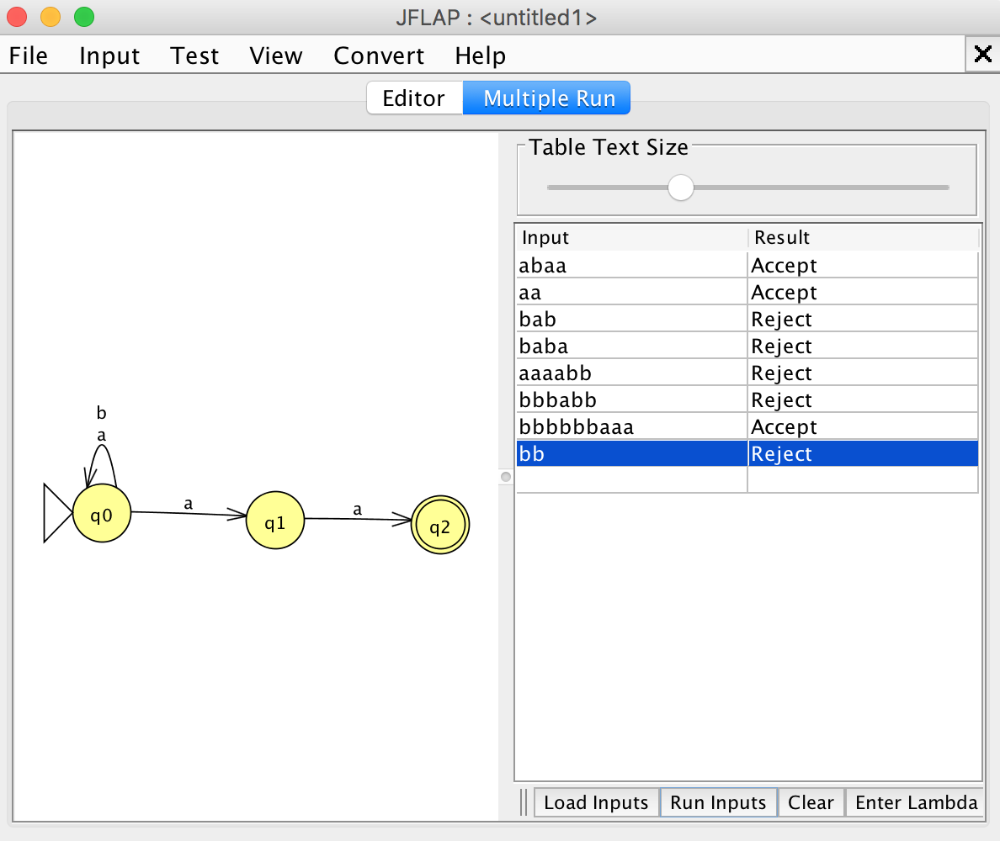 JFLAP : <untitled1>
File Input Test View Convert Help
Editor Multiple Run
Table Text Size
Input Result
abaa Accept
aa Accept
bab Reject
baba Reject
aaaabb Reject
bbbabb Reject
bbbbbbaaa Accept
bb Reject
b
a
a
a
q0
q1
q2
Load Inputs Run Inputs Clear Enter Lambda